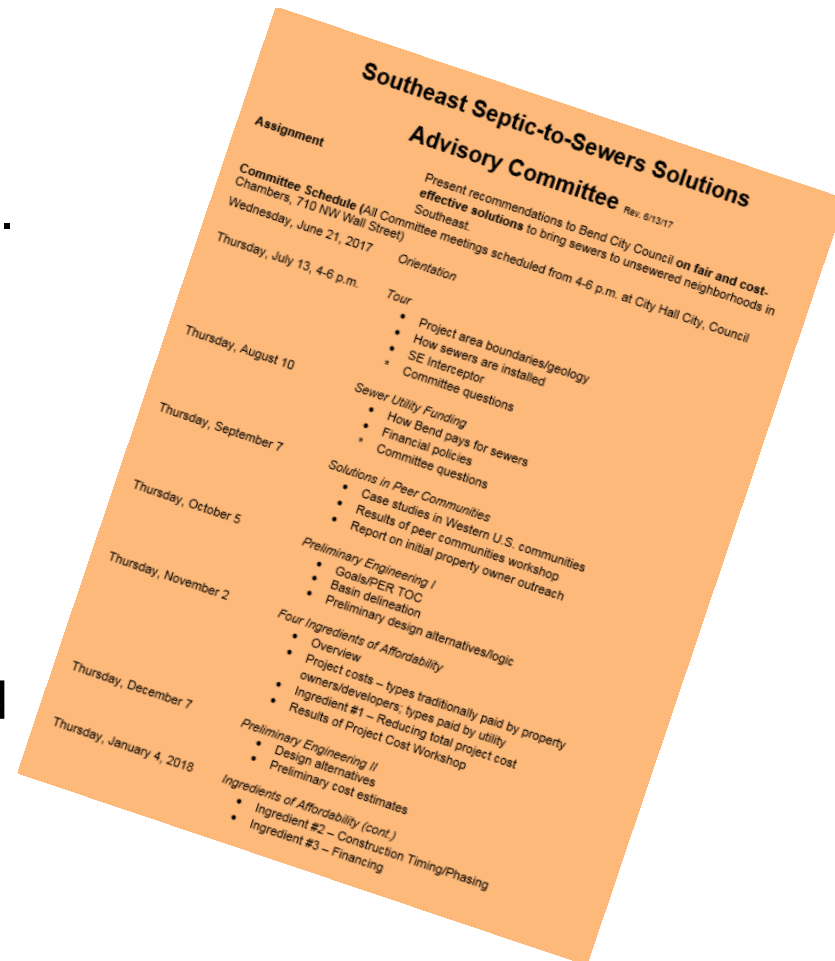 Southeast Septic-to-Sewers Solutions
Advisory Committee Rev. 6/13/17
Assignment
Present recommendations to Bend City Council on fair and cost-
effective solutions to bring sewers to unsewered neighborhoods in
Southeast.
Committee Schedule (All Committee meetings scheduled from 4-6 p.m. at City Hall City, Council
Chambers, 710 NW Wall Street)
Wednesday, June 21, 2017 Orientation
Thursday, July 13, 4-6 p.m. Tour
• Project area boundaries/geology
• How sewers are installed
• SE Interceptor
* Committee questions
Thursday, August 10 Sewer Utility Funding
• How Bend pays for sewers
• Financial policies
* Committee questions
Thursday, September 7 Solutions in Peer Communities
• Case studies in Western U.S. communities
• Results of peer communities workshop
• Report on initial property owner outreach
Thursday, October 5 Preliminary Engineering I
• Goals/PER TOC
• Basin delineation
• Preliminary design alternatives/logic
Thursday, November 2 Four Ingredients of Affordability
• Overview
• Project costs – types traditionally paid by property
owners/developers; types paid by utility
• Ingredient #1 – Reducing total project cost
• Results of Project Cost Workshop
Thursday, December 7 Preliminary Engineering II
• Design alternatives
• Preliminary cost estimates
Thursday, January 4, 2018 Ingredients of Affordability (cont.)
• Ingredient #2 – Construction Timing/Phasing
• Ingredient #3 – Financing